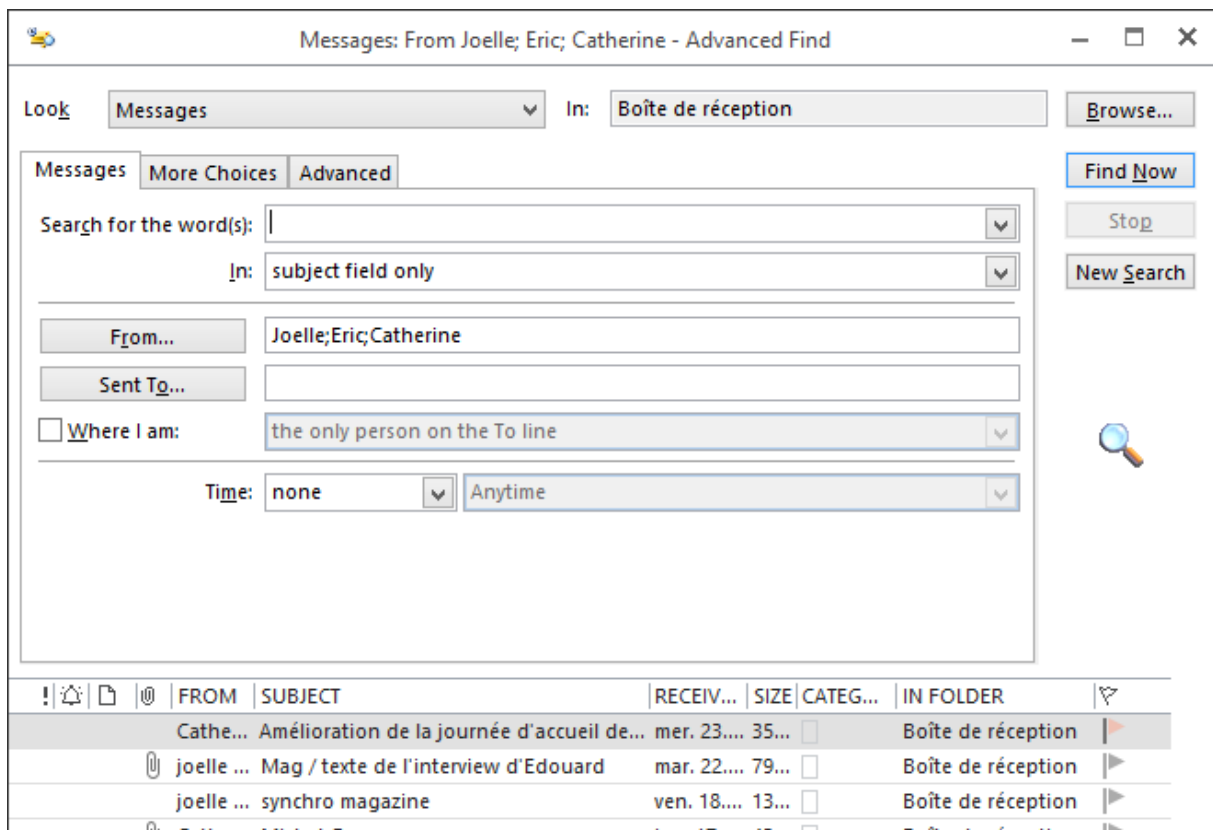 Messages: From Joelle; Eric; Catherine - Advanced Find
Look Messages In: Boîte de réception Browse...
Messages More Choices Advanced Find Now
Search for the word(s): Stop
In: subject field only New Search
From... Joelle;Eric;Catherine
Sent To...
Where I am: the only person on the To line
Time: none Anytime
! FROM SUBJECT RECEIV... SIZE CATEG... IN FOLDER
Cathe... Amélioration de la journée d'accueil de... mer. 23.... 35... Boîte de réception
joelle ... Mag / texte de l'interview d'Edouard mar. 22.... 79... Boîte de réception
joelle ... synchro magazine ven. 18.... 13... Boîte de réception